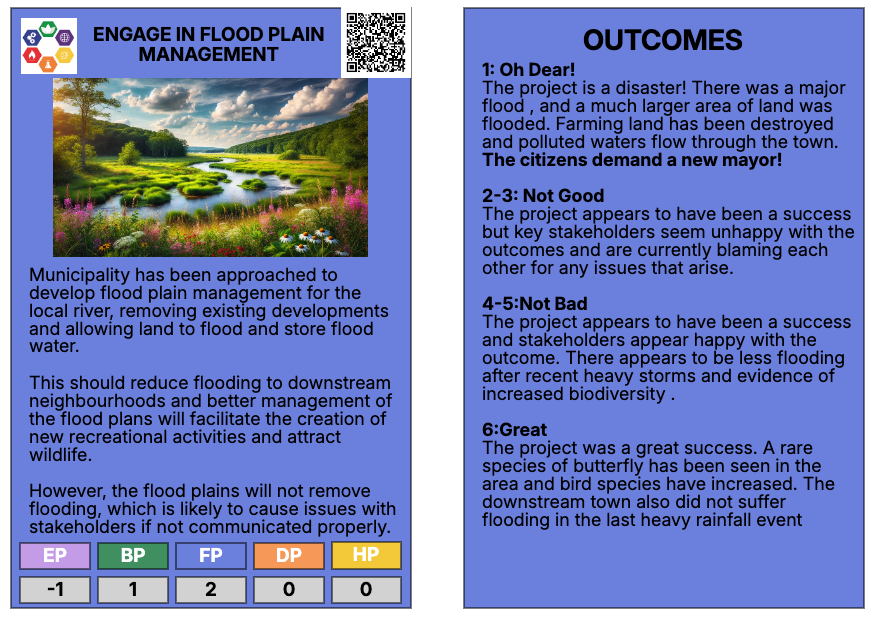 ENGAGE IN FLOOD PLAIN
MANAGEMENT
Municipality has been approached to
develop flood plain management for the
local river, removing existing developments
and allowing land to flood and store flood
water.
This should reduce flooding to downstream
neighbourhoods and better management of
the flood plans will facilitate the creation of
new recreational activities and attract
wildlife.
However, the flood plains will not remove
flooding, which is likely to cause issues with
stakeholders if not communicated properly.
EP BP FP DP HP
-1 1 2 0 0
OUTCOMES
1: Oh Dear!
The project is a disaster! There was a major
flood , and a much larger area of land was
flooded. Farming land has been destroyed
and polluted waters flow through the town.
The citizens demand a new mayor!
2-3: Not Good
The project appears to have been a success
but key stakeholders seem unhappy with the
outcomes and are currently blaming each
other for any issues that arise.
4-5:Not Bad
The project appears to have been a success
and stakeholders appear happy with the
outcome. There appears to be less flooding
after recent heavy storms and evidence of
increased biodiversity .
6:Great
The project was a great success. A rare
species of butterfly has been seen in the
area and bird species have increased. The
downstream town also did not suffer
flooding in the last heavy rainfall event